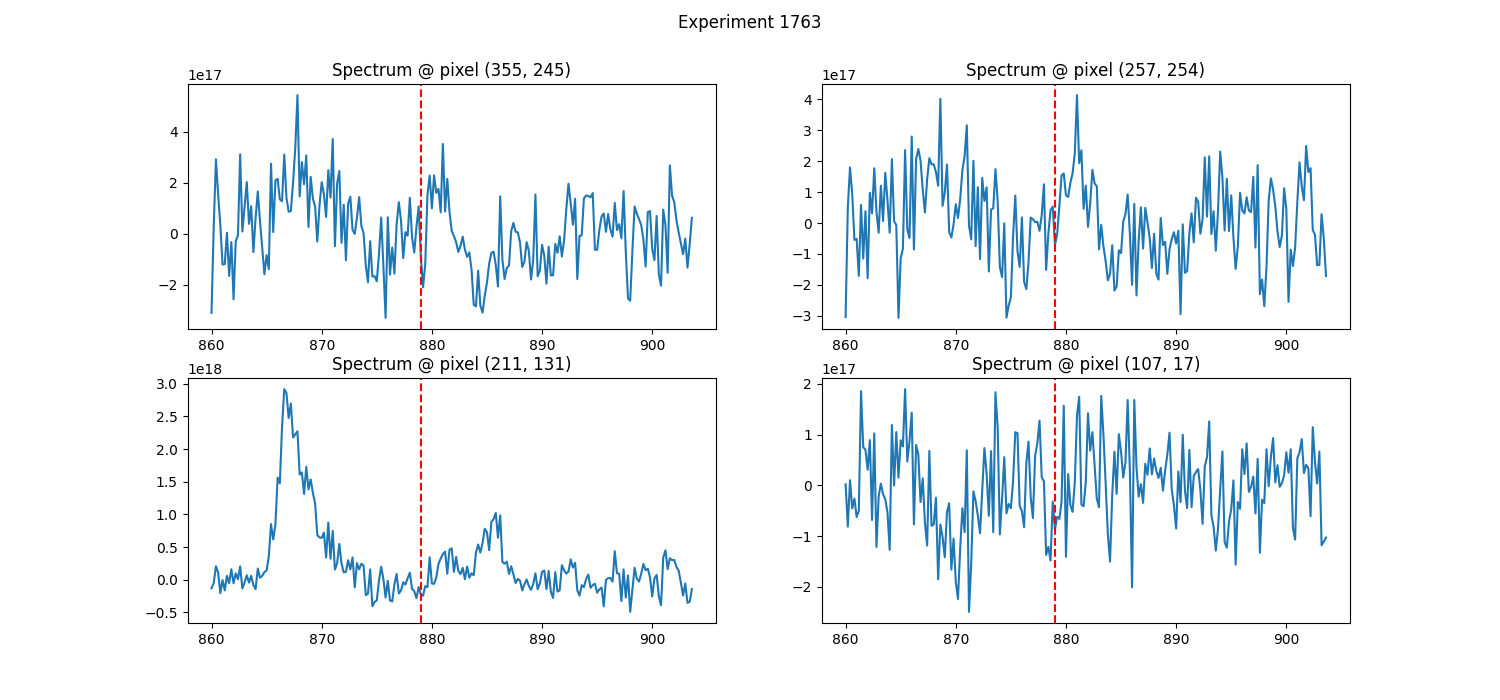 Experiment 1763
Spectrum @ pixel (355, 245)
1e17
4
2
0
−2
860 870 880 890 900
Spectrum @ pixel (257, 254)
1e17
4
3
2
1
0
−1
−2
−3
860 870 880 890 900
Spectrum @ pixel (211, 131)
1e18
3.0
2.5
2.0
1.5
1.0
0.5
0.0
−0.5
860 870 880 890 900
Spectrum @ pixel (107, 17)
1e17
2
1
0
−1
−2
860 870 880 890 900